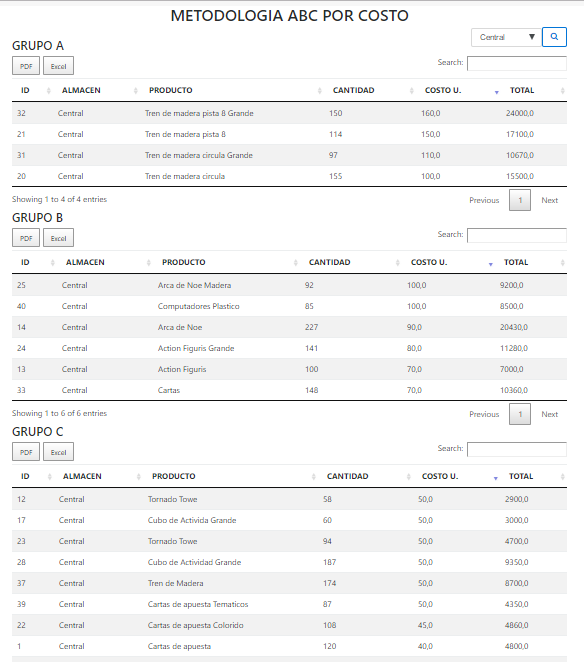 METODOLOGIA ABC POR COSTO
Central
GRUPO A
PDF Excel Search:
ID ALMACEN PRODUCTO CANTIDAD COSTO U. TOTAL
32 Central Tren de madera pista 8 Grande 150 160,0 24000,0
21 Central Tren de madera pista 8 114 150,0 17100,0
31 Central Tren de madera circula Grande 97 110,0 10670,0
20 Central Tren de madera circula 155 100,0 15500,0
Showing 1 to 4 of 4 entries Previous 1 Next
GRUPO B
PDF Excel Search:
ID ALMACEN PRODUCTO CANTIDAD COSTO U. TOTAL
25 Central Arca de Noe Madera 92 100,0 9200,0
40 Central Computadores Plastico 85 100,0 8500,0
14 Central Arca de Noe 227 90,0 20430,0
24 Central Action Figuris Grande 141 80,0 11280,0
13 Central Action Figuris 100 70,0 7000,0
33 Central Cartas 148 70,0 10360,0
Showing 1 to 6 of 6 entries Previous 1 Next
GRUPO C
PDF Excel Search:
ID ALMACEN PRODUCTO CANTIDAD COSTO U. TOTAL
12 Central Tornado Towe 58 50,0 2900,0
17 Central Cubo de Activida Grande 60 50,0 3000,0
23 Central Tornado Towe 94 50,0 4700,0
28 Central Cubo de Actividad Grande 187 50,0 9350,0
37 Central Tren de Madera 174 50,0 8700,0
39 Central Cartas de apuesta Tematicos 87 50,0 4350,0
22 Central Cartas de apuesta Colorido 108 45,0 4860,0
1 Central Cartas de apuesta 120 40,0 4800,0